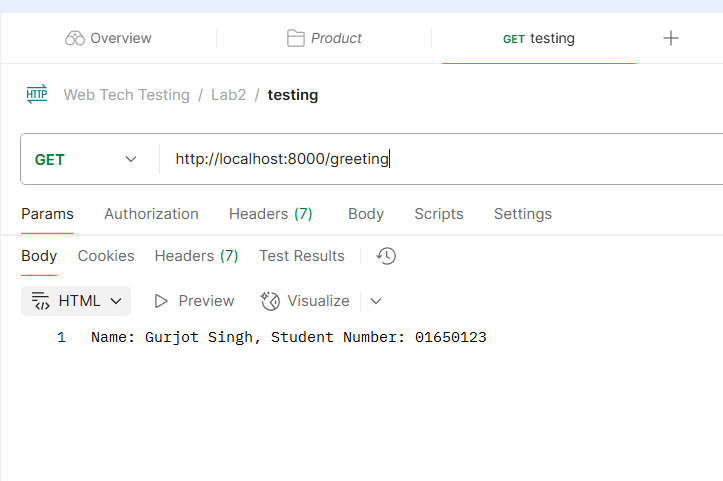 Overview Product GET testing
HTTP Web Tech Testing / Lab2 / testing
GET http://localhost:8000/greeting
Params Authorization Headers (7) Body Scripts Settings
Body Cookies Headers (7) Test Results
HTML Preview Visualize
1 Name: Gurjot Singh, Student Number: 01650123